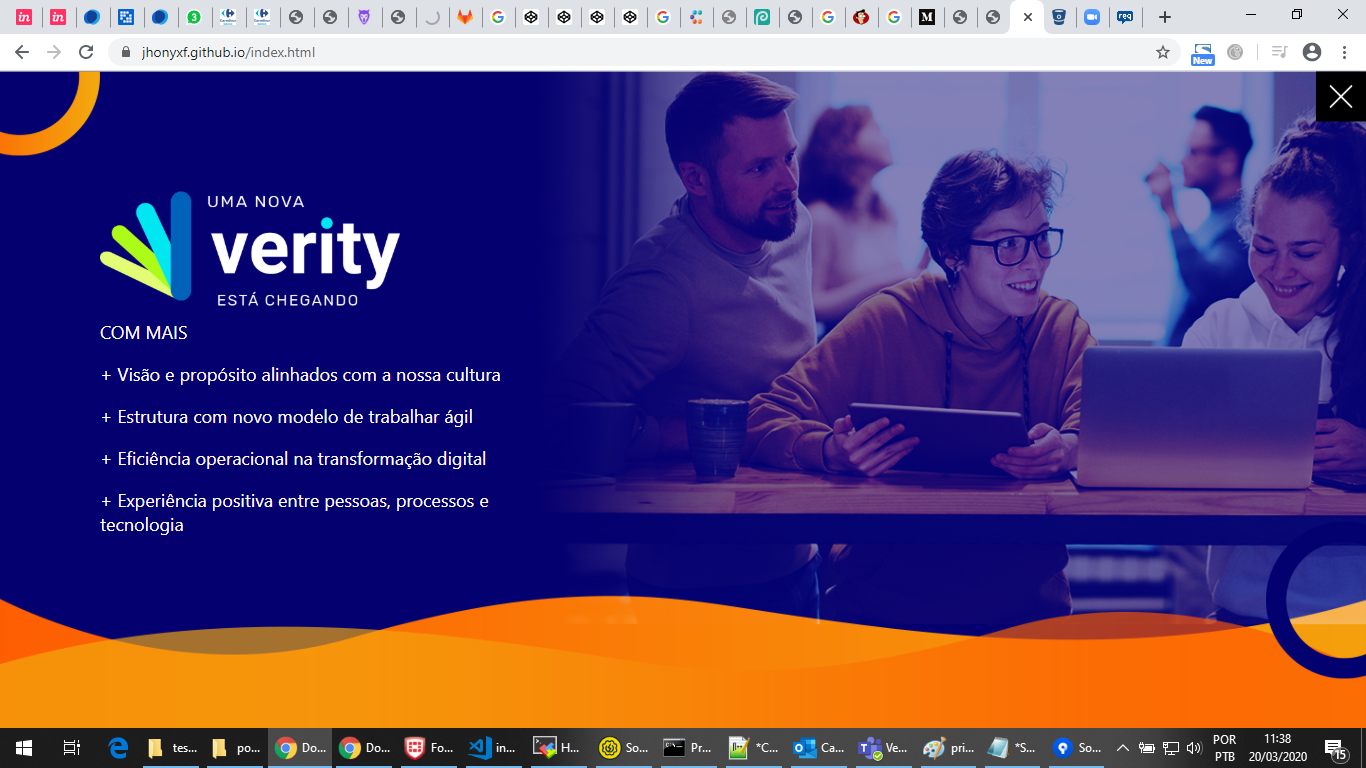 3
jhonyxf.github.io/index.html
New
UMA NOVA
verity
ESTÁ CHEGANDO
COM MAIS
+ Visão e propósito alinhados com a nossa cultura
+ Estrutura com novo modelo de trabalhar ágil
+ Eficiência operacional na transformação digital
+ Experiência positiva entre pessoas, processos e
tecnologia
tes... po... Do... Do... Fo... in... H... So... Pr... *C... Ca... Ve... pri... *S... So...
POR 11:38
PTB 20/03/2020 15